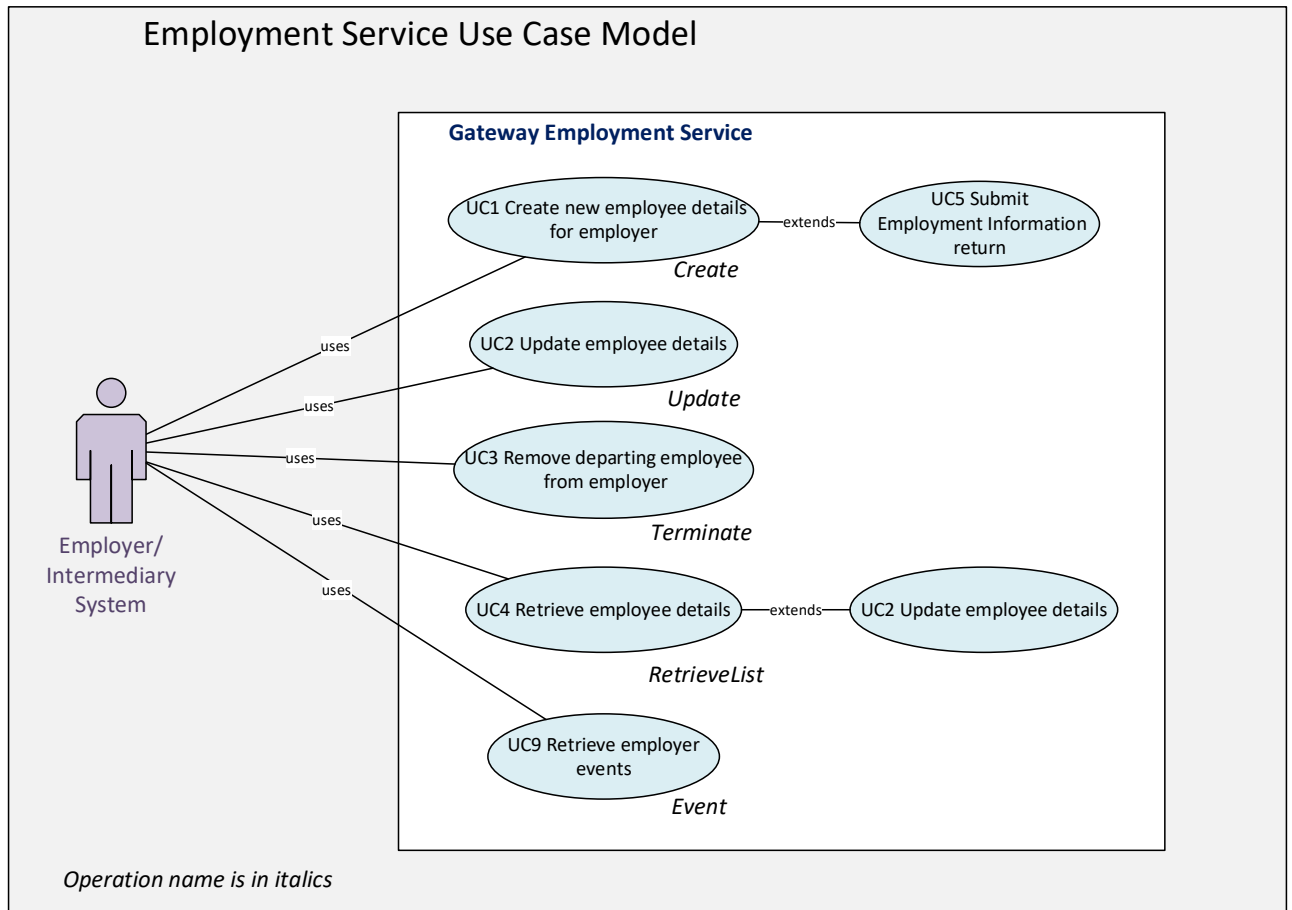 Employment Service Use Case Model
Gateway Employment Service
UC1 Create new employee details
for employer
extends
UC5 Submit
Employment Information
return
Create
uses
UC2 Update employee details
Update
uses
UC3 Remove departing employee
from employer
uses
Terminate
uses
Employer/
Intermediary
System
UC4 Retrieve employee details
extends
UC2 Update employee details
RetrieveList
uses
UC9 Retrieve employer
events
Event
Operation name is in italics